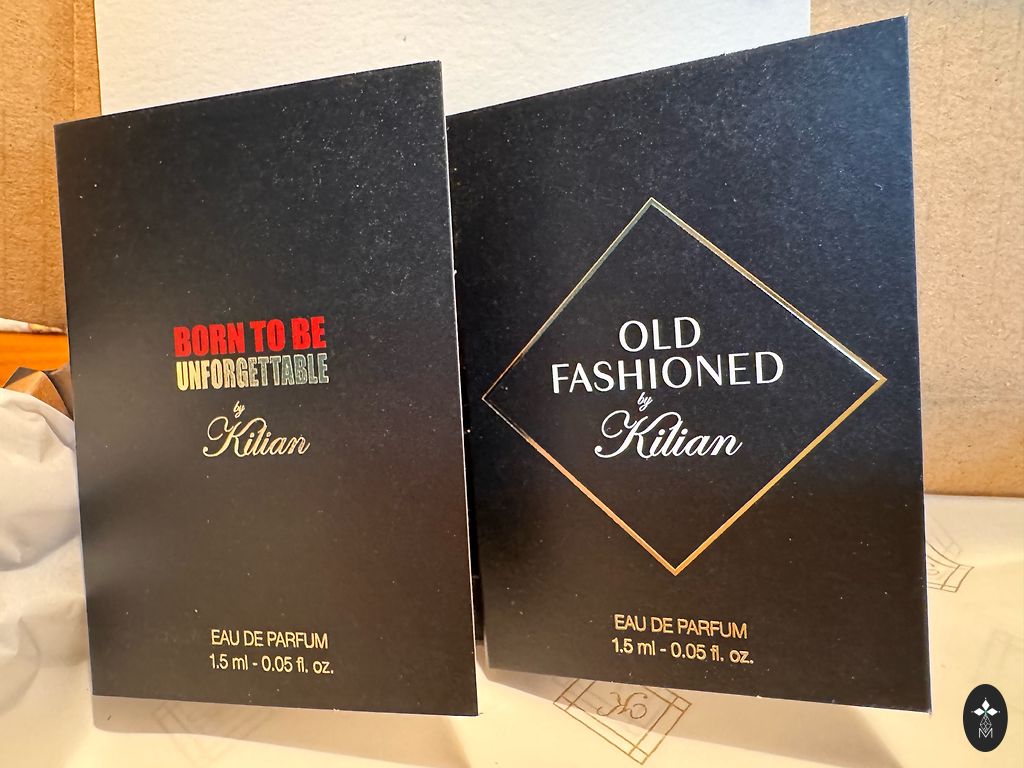 BORN TO BE
UNFORGETTABLE
by
Kilian
EAU DE PARFUM
1.5 ml - 0.05 fl. oz.
OLD
FASHIONED
by
Kilian
EAU DE PARFUM
1.5 ml - 0.05 fl. oz.